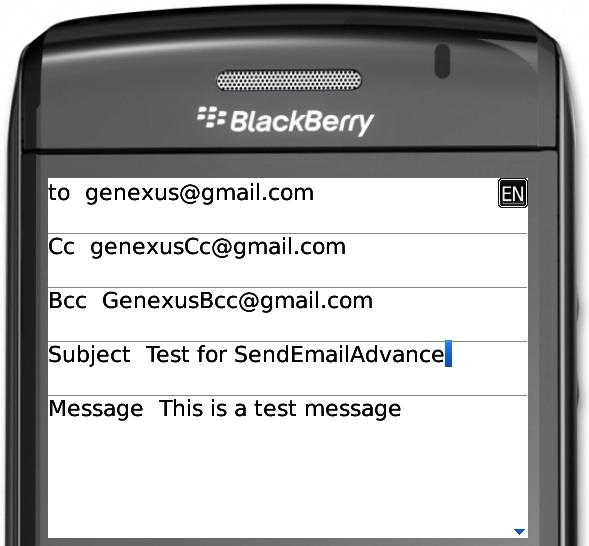 BlackBerry
to genexus@gmail.com EN
Cc genexusCc@gmail.com
Bcc GenexusBcc@gmail.com
Subject Test for SendEmailAdvance
Message This is a test message